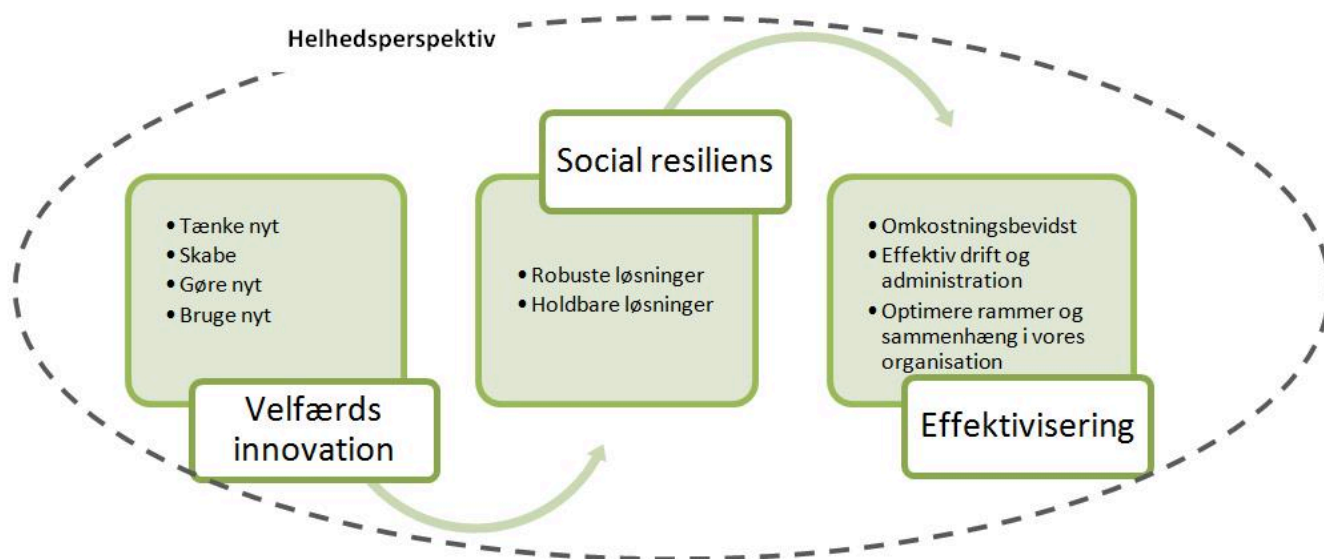 Helhedsperspektiv
• Tænke nyt
• Skabe
• Gøre nyt
• Bruge nyt
Velfærds
innovation
Social resiliens
• Robuste løsninger
• Holdbare løsninger
• Omkostningsbevidst
• Effektiv drift og
administration
• Optimere rammer og
sammenhæng i vores
organisation
Effektivisering